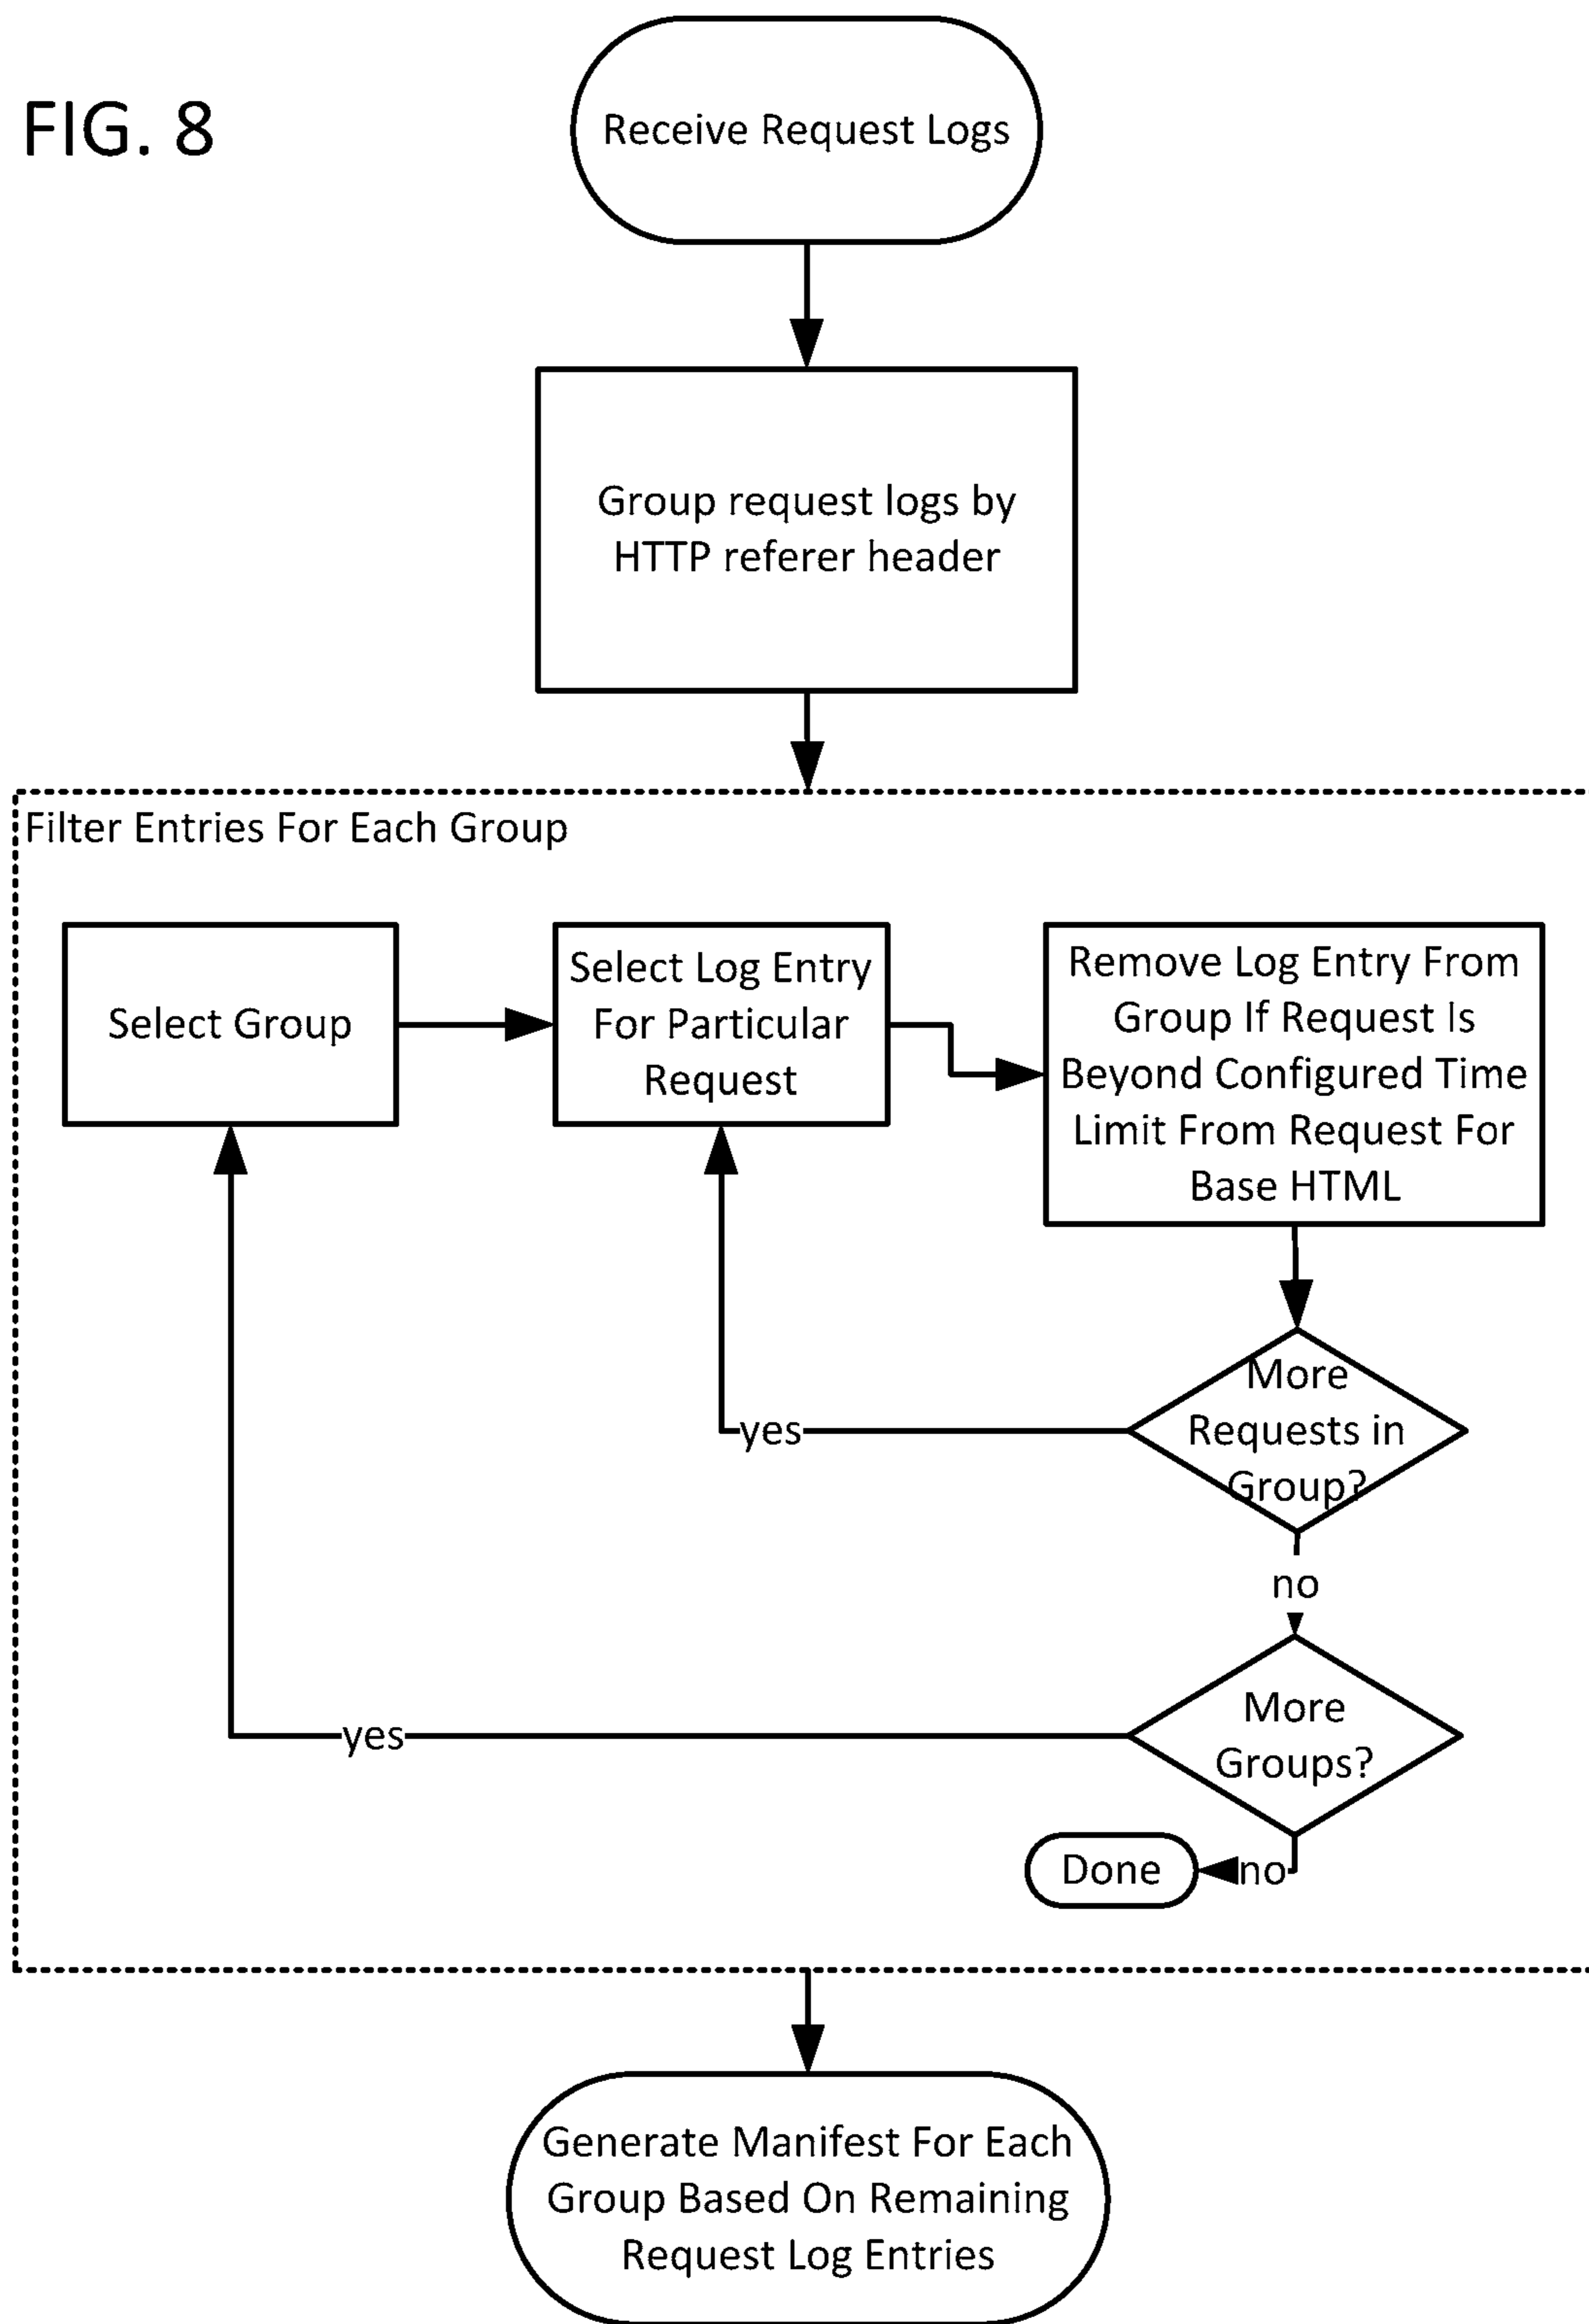 FIG. 8
Receive Request Logs
Group request logs by
HTTP referer header
Filter Entries For Each Group
Select Group
Select Log Entry
For Particular
Request
Remove Log Entry From
Group If Request Is
Beyond Configured Time
Limit From Request For
Base HTML
More
Requests in
Group?
yes
no
More
Groups?
yes
no
Done
Generate Manifest For Each
Group Based On Remaining
Request Log Entries